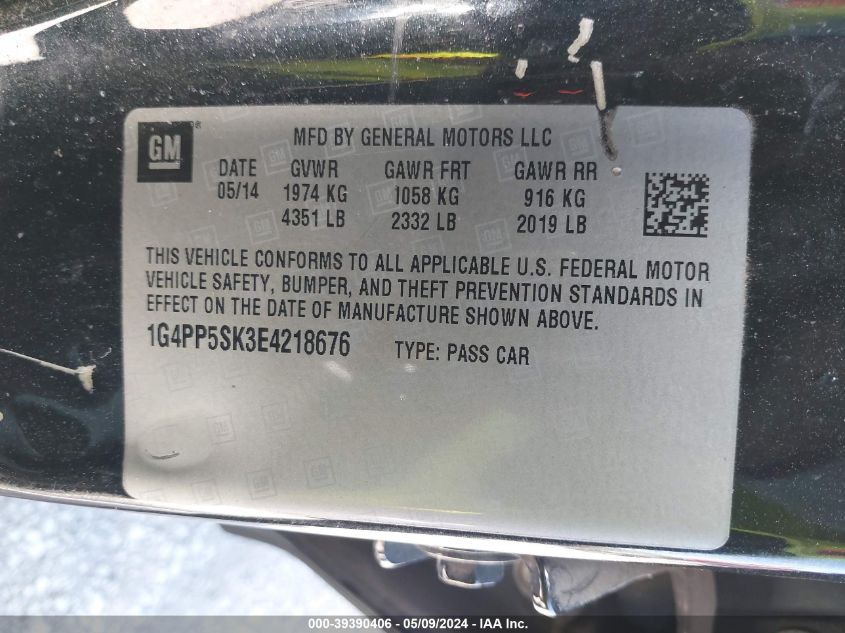 GM
MFD BY GENERAL MOTORS LLC
DATE GVWR GAWR FRT GAWR RR
05/14 1974 KG 1058 KG 916 KG
4351 LB 2332 LB 2019 LB
THIS VEHICLE CONFORMS TO ALL APPLICABLE U.S. FEDERAL MOTOR
VEHICLE SAFETY, BUMPER, AND THEFT PREVENTION STANDARDS IN
EFFECT ON THE DATE OF MANUFACTURE SHOWN ABOVE.
1G4PP5SK3E4218676 TYPE: PASS CAR
000-39390406 - 05/09/2024 - IAA Inc.